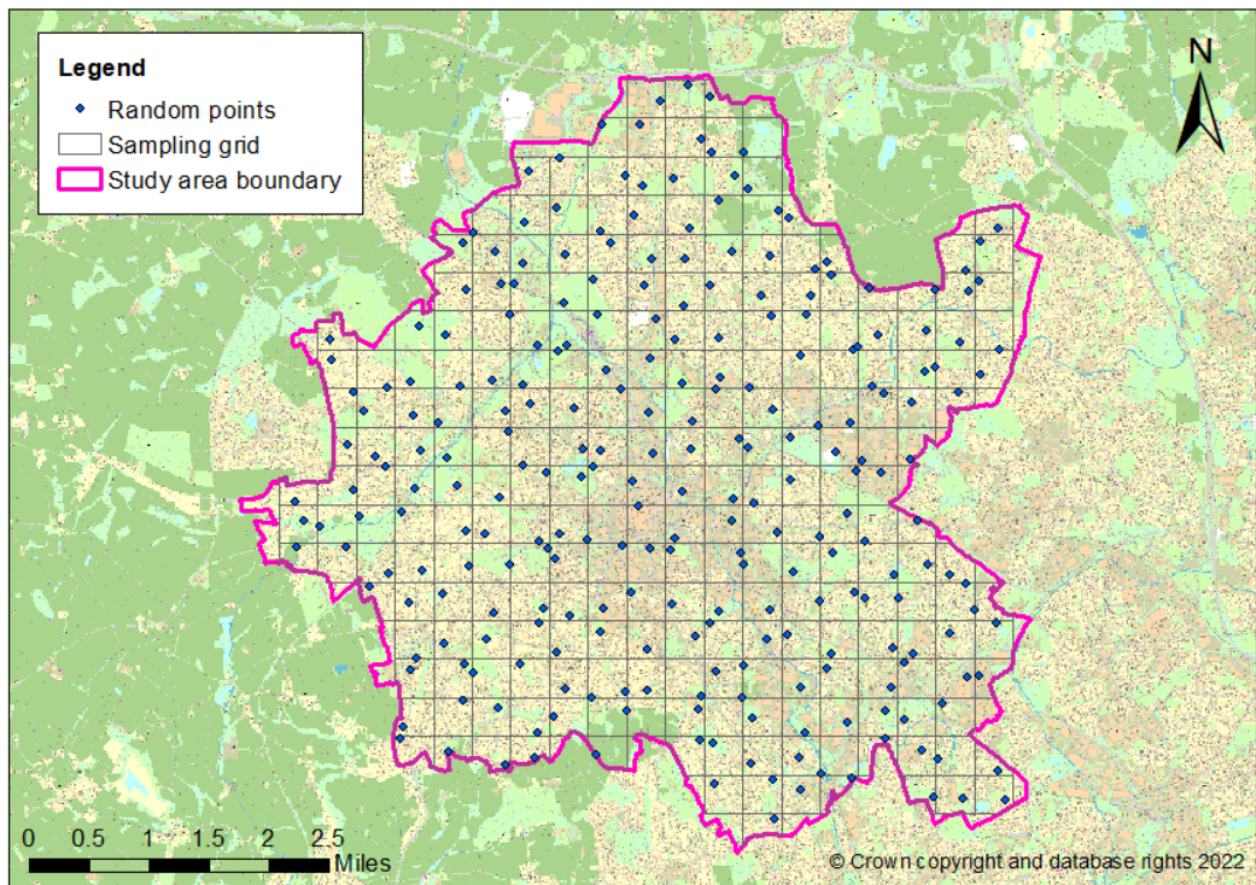 Legend
Random points
Sampling grid
Study area boundary
N
0 0.5 1 1.5 2 2.5
Miles
© Crown copyright and database rights 2022